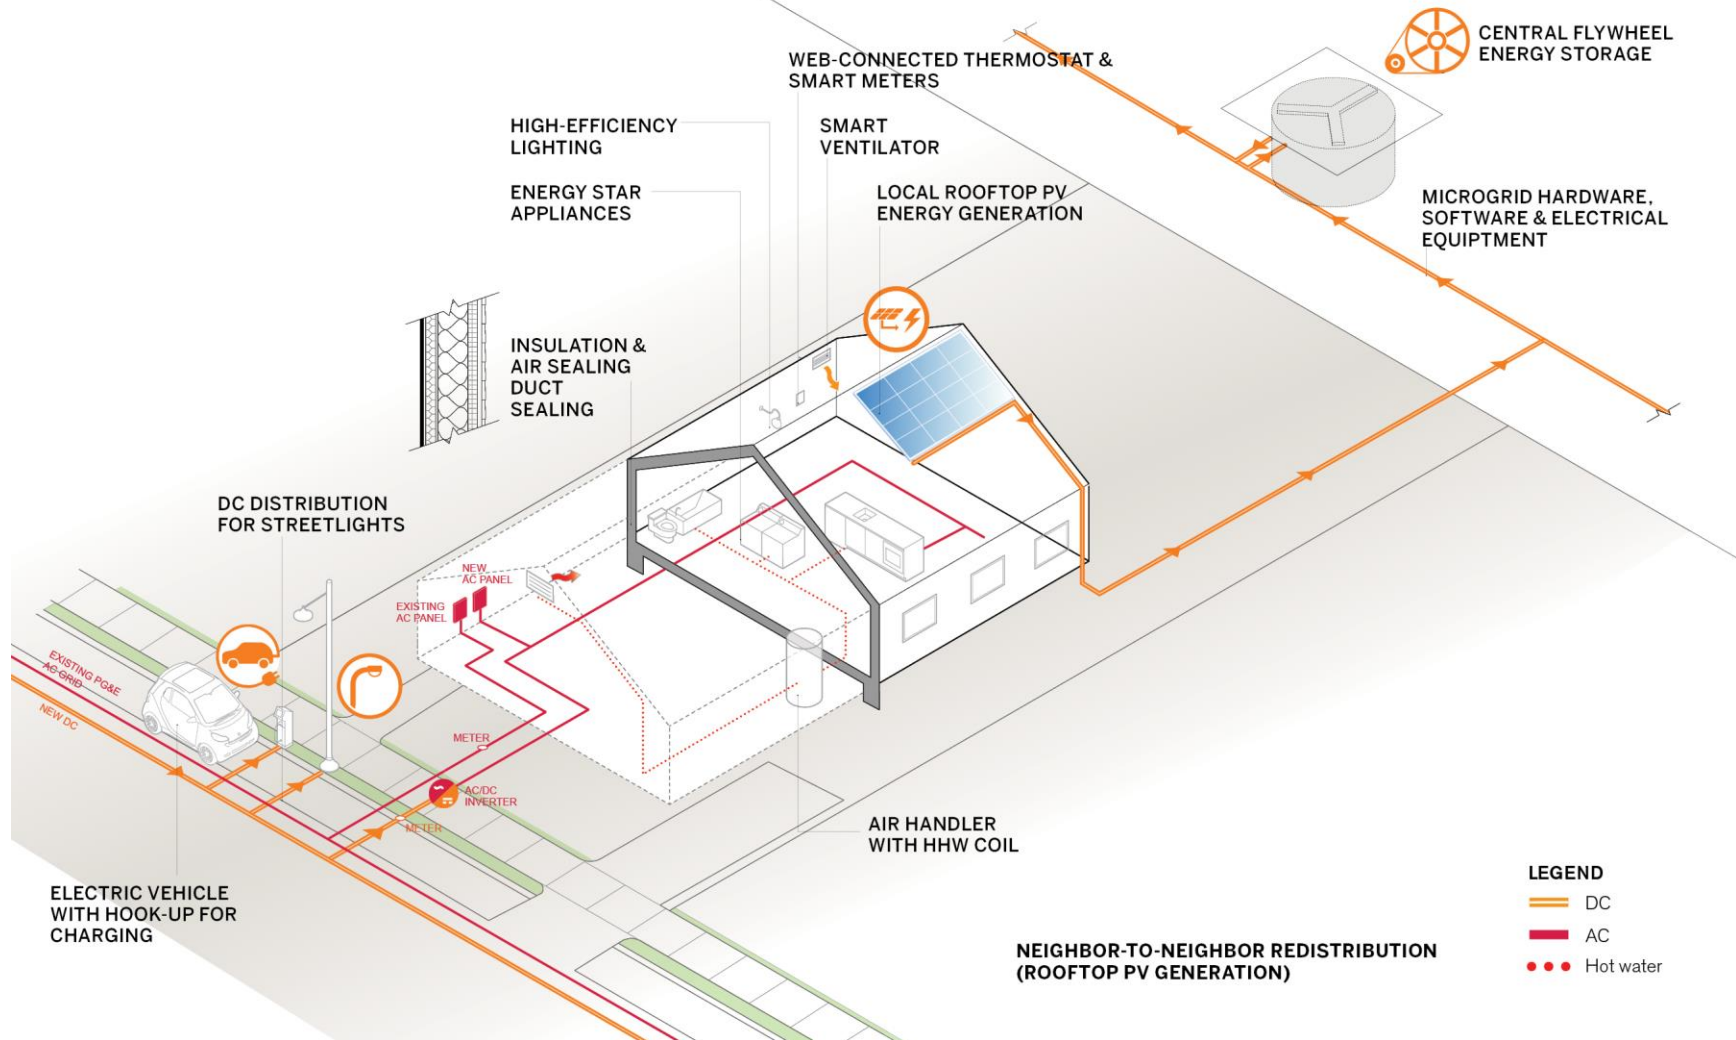 CENTRAL FLYWHEEL
ENERGY STORAGE
WEB-CONNECTED THERMOSTAT &
SMART METERS
HIGH-EFFICIENCY
LIGHTING
SMART
VENTILATOR
ENERGY STAR
APPLIANCES
LOCAL ROOFTOP PV
ENERGY GENERATION
MICROGRID HARDWARE,
SOFTWARE & ELECTRICAL
EQUIPTMENT
INSULATION &
AIR SEALING
DUCT
SEALING
DC DISTRIBUTION
FOR STREETLIGHTS
NEW
AC PANEL
EXISTING
AC PANEL
EXISTING PG&E
AC GRID
NEW DC
METER
AC/DC
INVERTER
METER
AIR HANDLER
WITH HHW COIL
ELECTRIC VEHICLE
WITH HOOK-UP FOR
CHARGING
NEIGHBOR-TO-NEIGHBOR REDISTRIBUTION
(ROOFTOP PV GENERATION)
LEGEND
DC
AC
Hot water